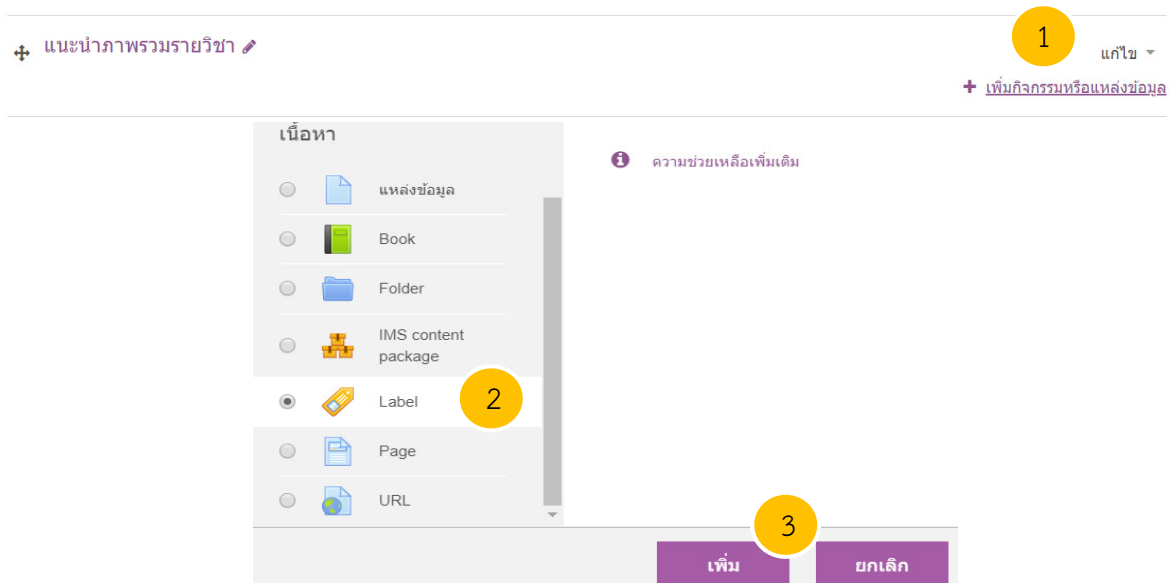 1
แนะนำภาพรวมรายวิชา
แก้ไข
เพิ่มกิจกรรมหรือแหล่งข้อมูล
เนื้อหา
ความช่วยเหลือเพิ่มเติม
แหล่งข้อมูล
Book
Folder
IMS content
package
Label
2
Page
URL
3
เพิ่ม
ยกเลิก